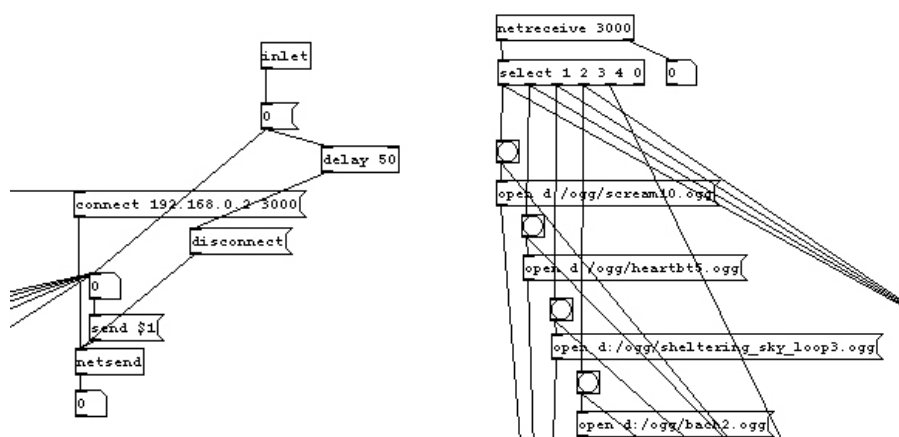 inlet
0
delay 50
connect 192.168.0.2 3000
disconnect
0
send $1
netsend
0
netreceive 3000
select 1 2 3 4 0
0
open d:/ogg/scream10.ogg
open d:/ogg/heartbt5.ogg
open d:/ogg/sheltering_sky_loop3.ogg
open d:/ogg/bach2.ogg